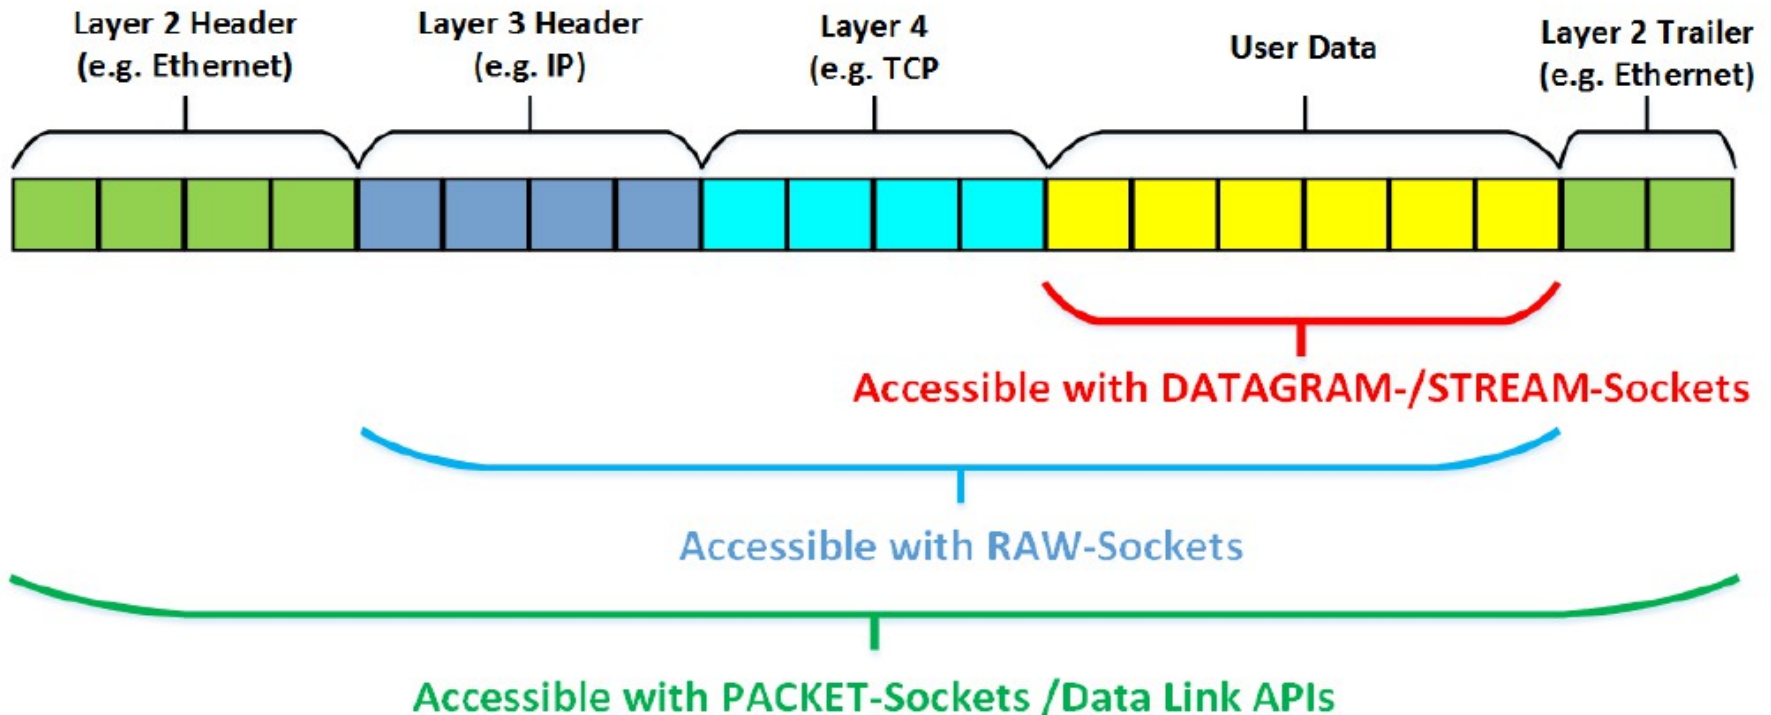 Layer 2 Header
(e.g. Ethernet)
Layer 3 Header
(e.g. IP)
Layer 4
(e.g. TCP
User Data
Layer 2 Trailer
(e.g. Ethernet)
Accessible with DATAGRAM-/STREAM-Sockets
Accessible with RAW-Sockets
Accessible with PACKET-Sockets /Data Link APIs